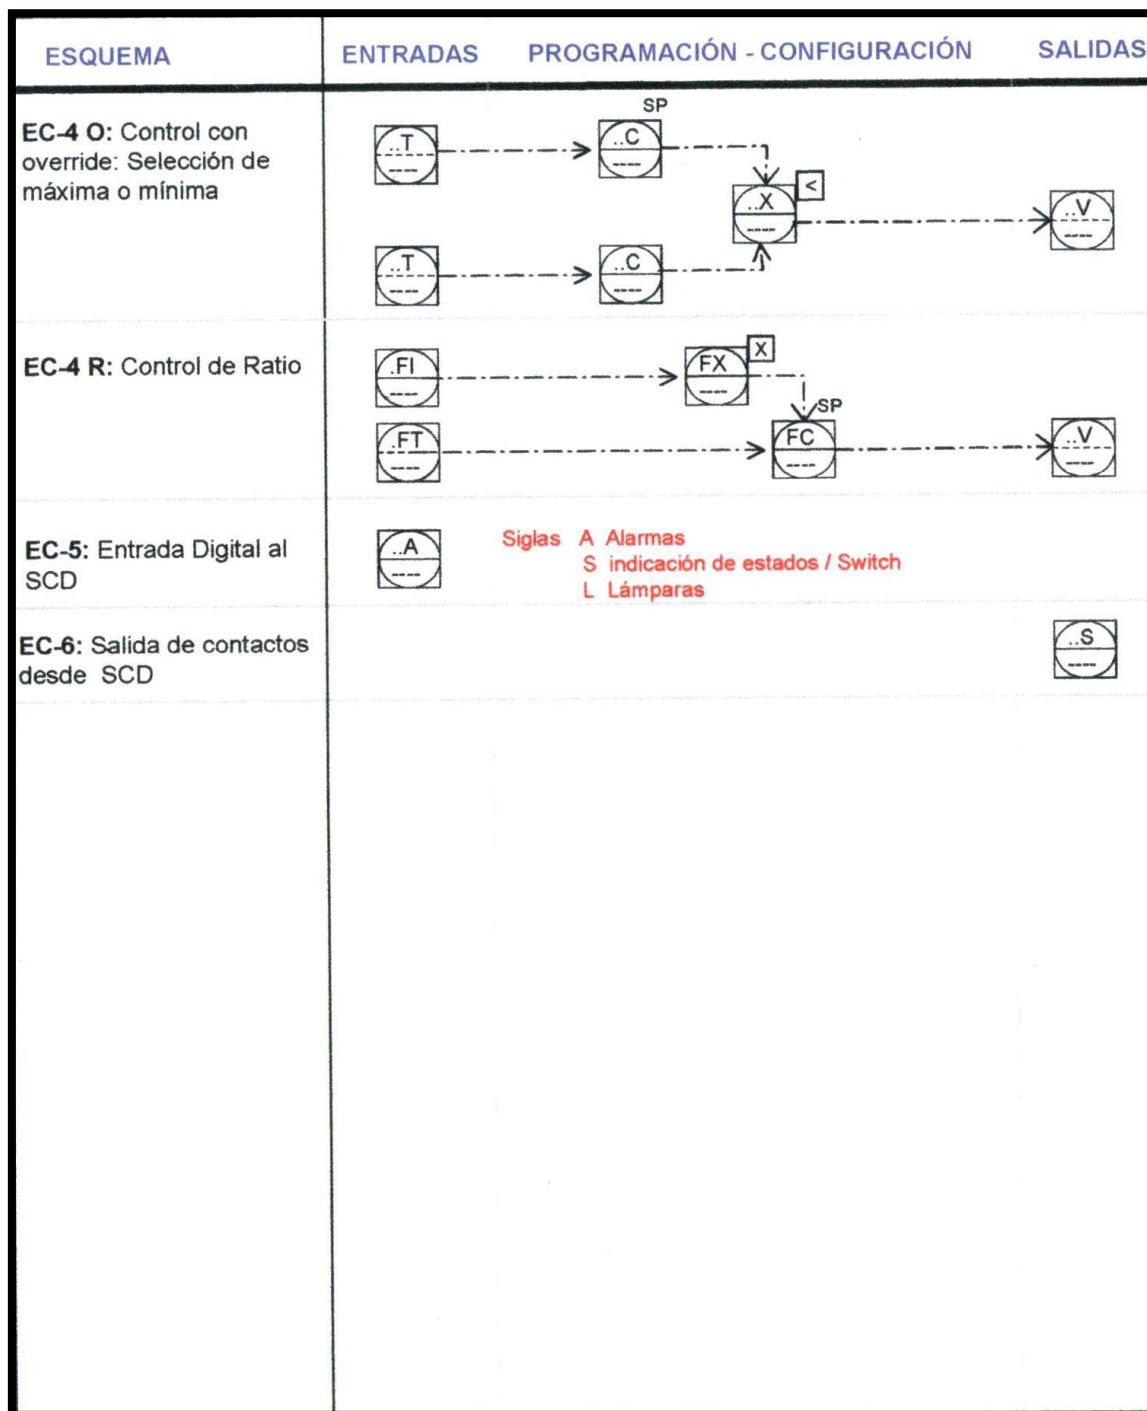 ESQUEMA ENTRADAS PROGRAMACIÓN - CONFIGURACIÓN SALIDAS
EC-4 O: Control con
override: Selección de
máxima o mínima
SP
..T
----
..C
----
..X
----
<
..V
----
..T
----
..C
----
EC-4 R: Control de Ratio
.FI
----
FX
----
X
SP
.FT
----
FC
----
..V
----
EC-5: Entrada Digital al
SCD
..A
----
Siglas A Alarmas
S indicación de estados / Switch
L Lámparas
EC-6: Salida de contactos
desde SCD
..S
----